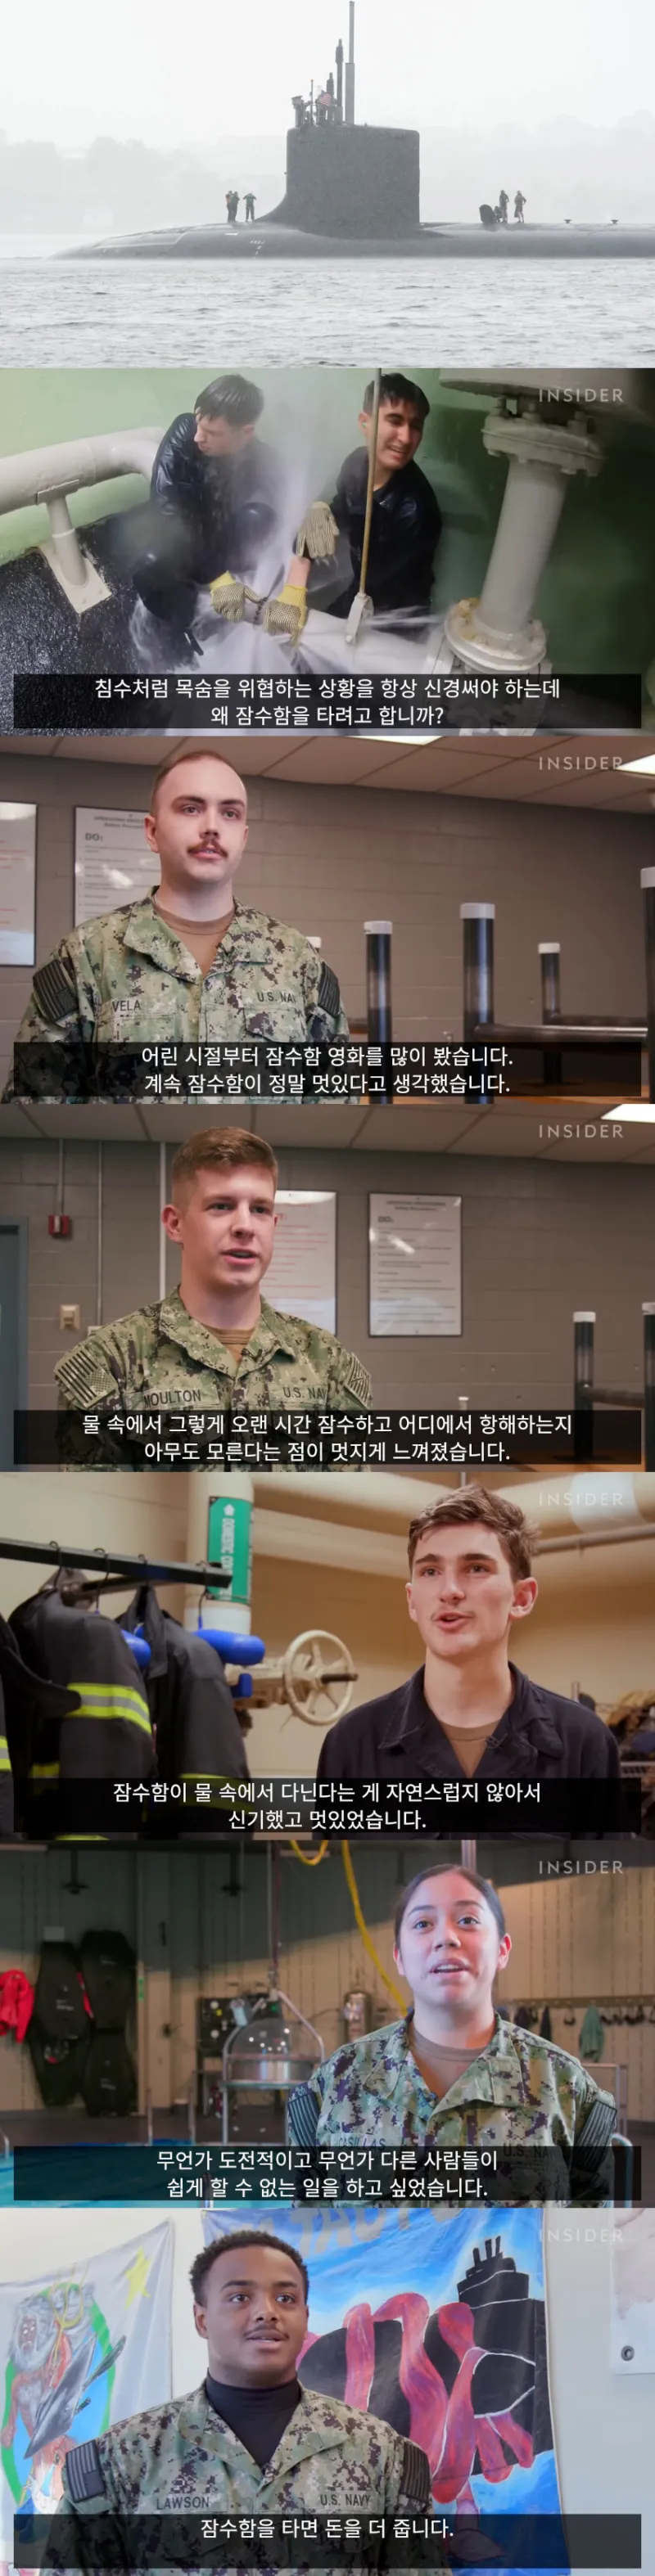 INSIDER
침수처럼 목숨을 위협하는 상황을 항상 신경써야 하는데
왜 잠수함을 타려고 합니까?
INSIDER
DO:
VELA
U.S. NA
어린 시절부터 잠수함 영화를 많이 봤습니다.
계속 잠수함이 정말 멋있다고 생각했습니다.
INSIDER
DO:
MOULTON
U.S. NA
물 속에서 그렇게 오랜 시간 잠수하고 어디에서 항해하는지
아무도 모른다는 점이 멋지게 느껴졌습니다.
INSIDER
잠수함이 물 속에서 다닌다는 게 자연스럽지 않아서
신기했고 멋있었습니다.
INSIDER
U.S. NA
무언가 도전적이고 무언가 다른 사람들이
쉽게 할 수 없는 일을 하고 싶었습니다.
INSIDER
LAWSON
U.S. NAVY
잠수함을 타면 돈을 더 줍니다.